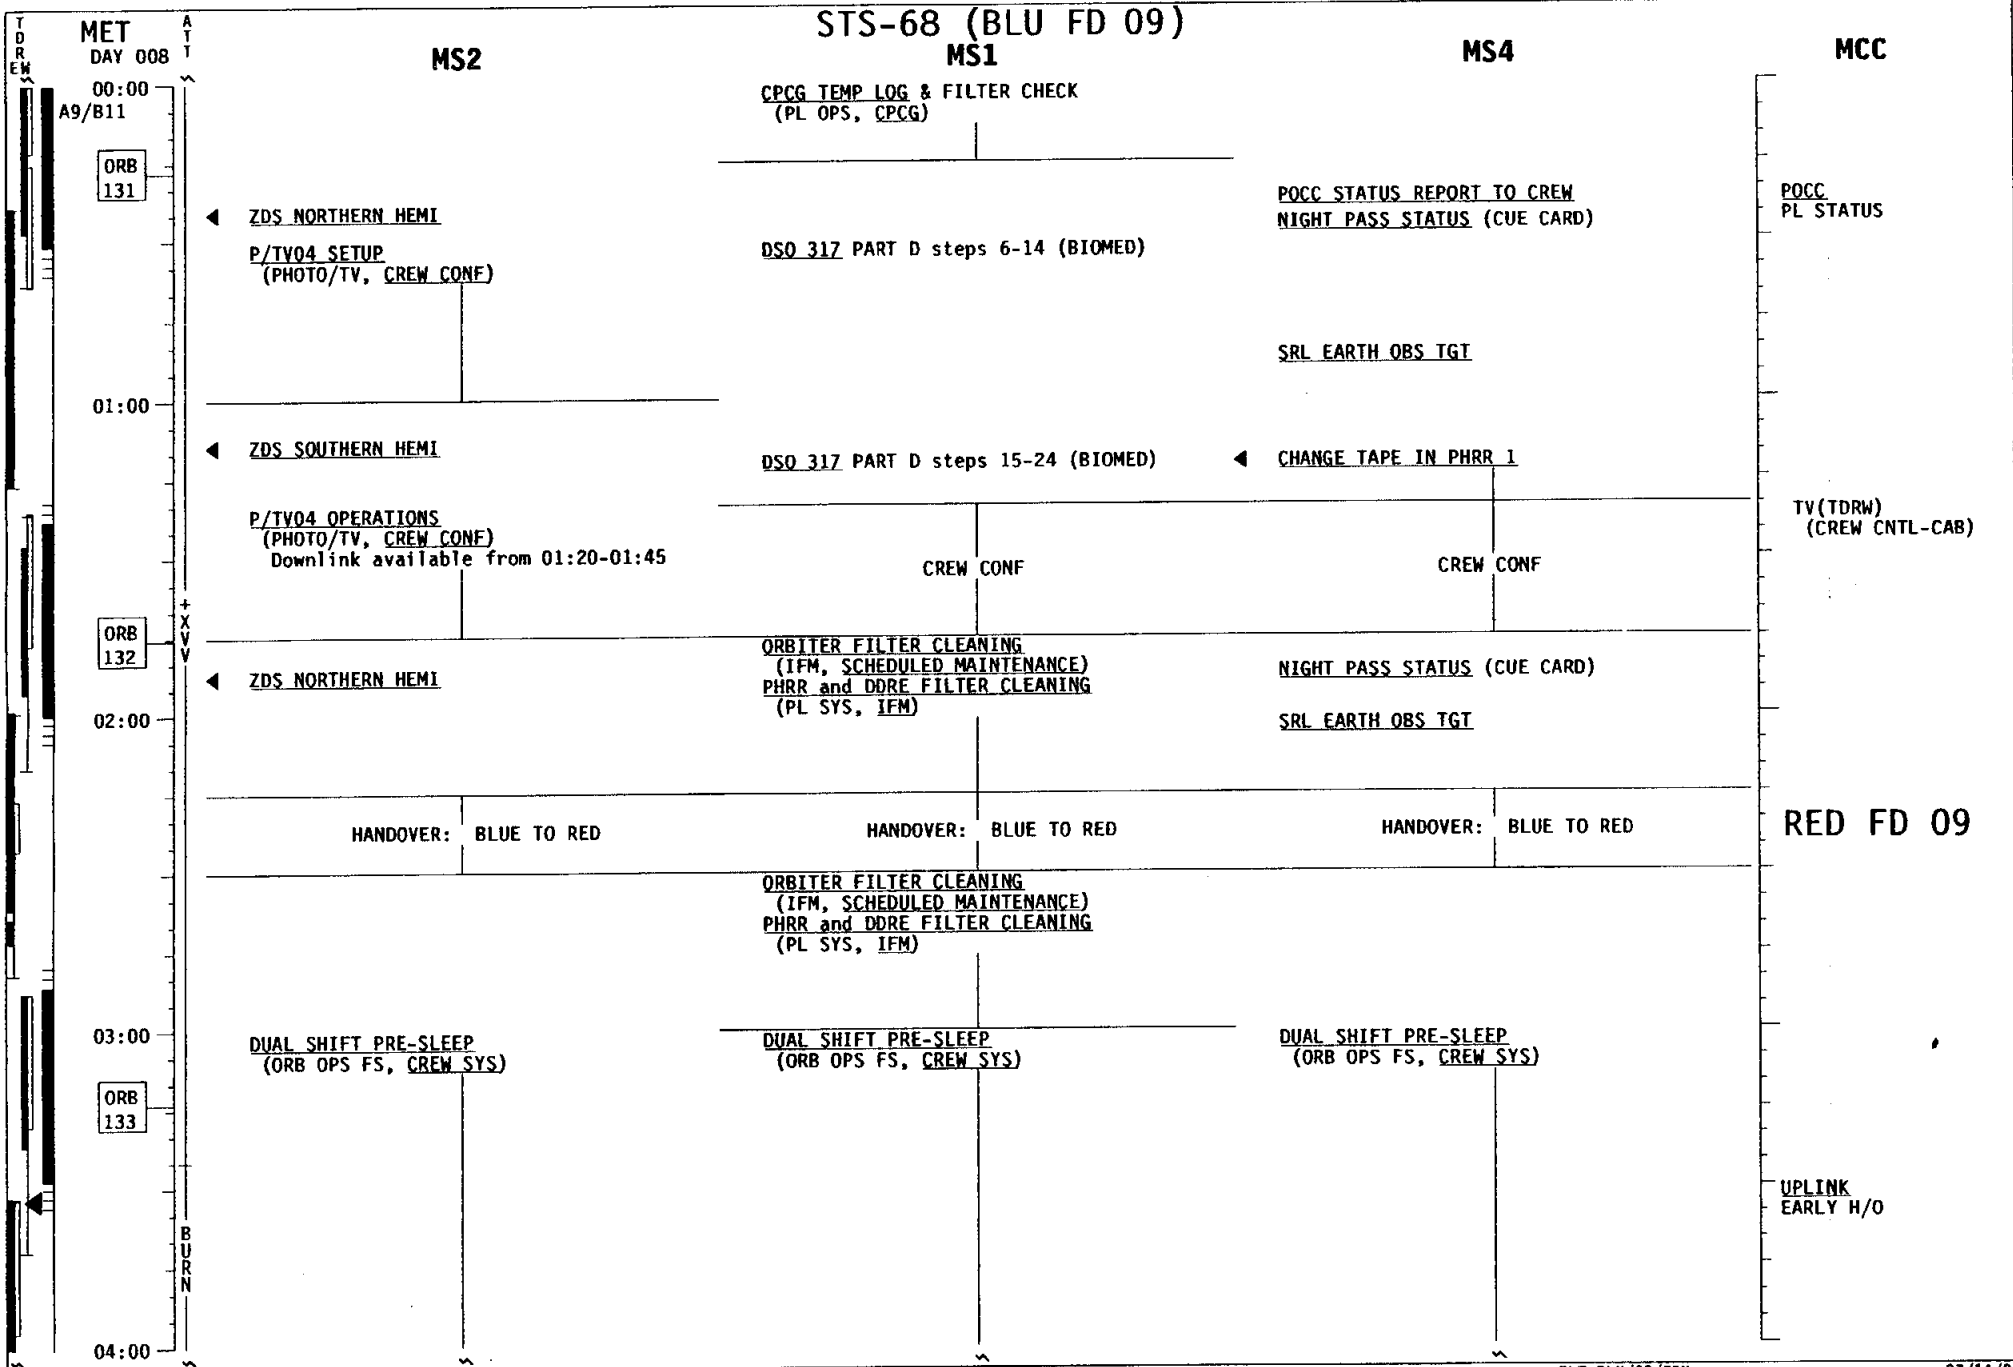 STS-68 (BLU FD 09)
TDRW
E
MET
DAY 008
ATT
MS2
MS1
MS4
MCC
00:00
A9/B11
CPCG TEMP LOG & FILTER CHECK
(PL OPS, CPCG)
ORB
131
POCC STATUS REPORT TO CREW
POCC
NIGHT PASS STATUS (CUE CARD)
PL STATUS
ZDS NORTHERN HEMI
P/TV04 SETUP
(PHOTO/TV, CREW CONF)
DSO 317 PART D steps 6-14 (BIOMED)
SRL EARTH OBS TGT
01:00
ZDS SOUTHERN HEMI
DSO 317 PART D steps 15-24 (BIOMED)
CHANGE TAPE IN PHRR 1
P/TV04 OPERATIONS
(PHOTO/TV, CREW CONF)
Downlink available from 01:20-01:45
TV(TDRW)
(CREW CNTL-CAB)
CREW CONF
CREW CONF
+XVV
ORB
132
ORBITER FILTER CLEANING
(IFM, SCHEDULED MAINTENANCE)
PHRR and DDRE FILTER CLEANING
(PL SYS, IFM)
NIGHT PASS STATUS (CUE CARD)
ZDS NORTHERN HEMI
02:00
SRL EARTH OBS TGT
HANDOVER: BLUE TO RED
HANDOVER: BLUE TO RED
HANDOVER: BLUE TO RED
RED FD 09
ORBITER FILTER CLEANING
(IFM, SCHEDULED MAINTENANCE)
PHRR and DDRE FILTER CLEANING
(PL SYS, IFM)
03:00
DUAL SHIFT PRE-SLEEP
(ORB OPS FS, CREW SYS)
DUAL SHIFT PRE-SLEEP
(ORB OPS FS, CREW SYS)
DUAL SHIFT PRE-SLEEP
(ORB OPS FS, CREW SYS)
ORB
133
UPLINK
EARLY H/O
BURN
04:00